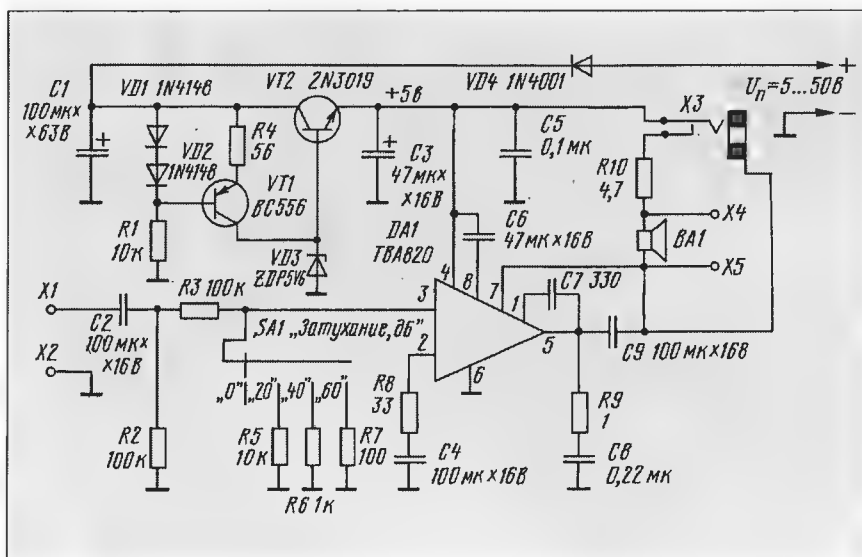 C1
100мк×
×63В
VD1 1N4148
VD2
1N4148
R1
10к
R4
56
VT1
BC556
VT2 2N3019
VD3
ZDP5V6
+5в
C3
47мк×
×16В
DA1
TBA820
C5
0,1мк
C6
47мк×16В
VD4 1N4001
+
Uп=5...50В
−
X3
R10
4,7
X4
BA1
X5
X1
X2
C2
100мк×
×16В
R3 100к
R2
100к
SA1 „Затухание, дБ"
„0" „20" „40" „60"
R5
10к
R6 1к
R7
100
3
2
4
8
7
1
5
6
C7 330
R8
33
C4
100мк×16В
C9 100мк×16В
R9
1
C8
0,22мк